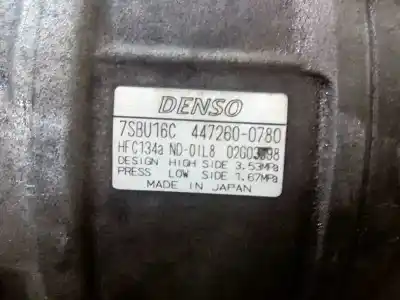 DENSO
7SBU16C 447260-0780
HFC134a ND-OIL8
DESIGN HIGH SIDE 3.53MPa
PRESS LOW SIDE 1.67MPa
MADE IN JAPAN